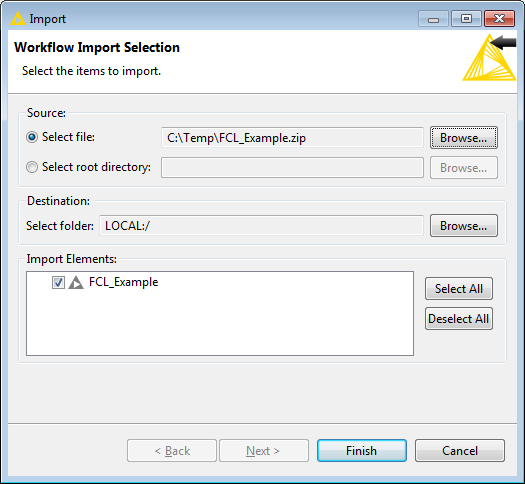 Import
Workflow Import Selection
Select the items to import.
Source:
Select file: C:\Temp\FCL_Example.zip Browse...
Select root directory: Browse...
Destination:
Select folder: LOCAL:/ Browse...
Import Elements:
FCL_Example
Select All
Deselect All
< Back Next > Finish Cancel